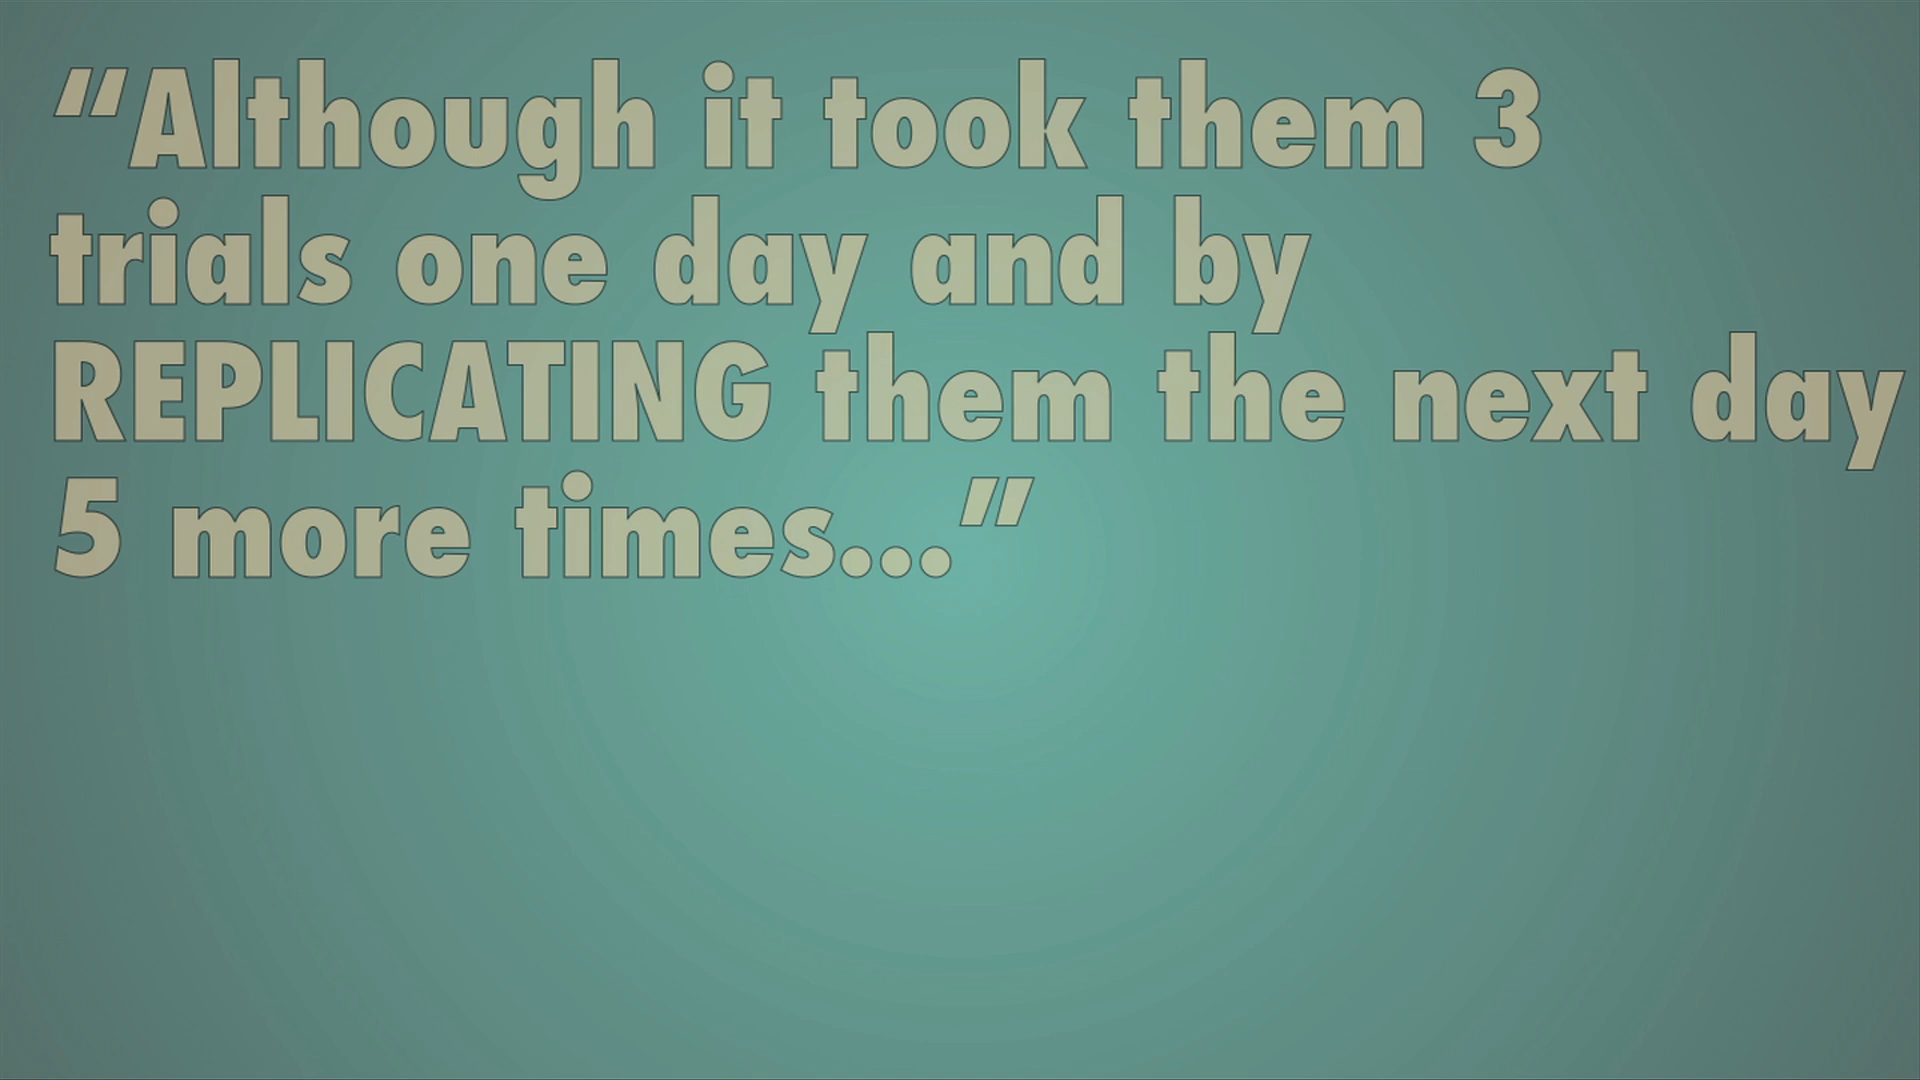 “Although it took them 3
trials one day and by
REPLICATING them the next day
5 more times...”